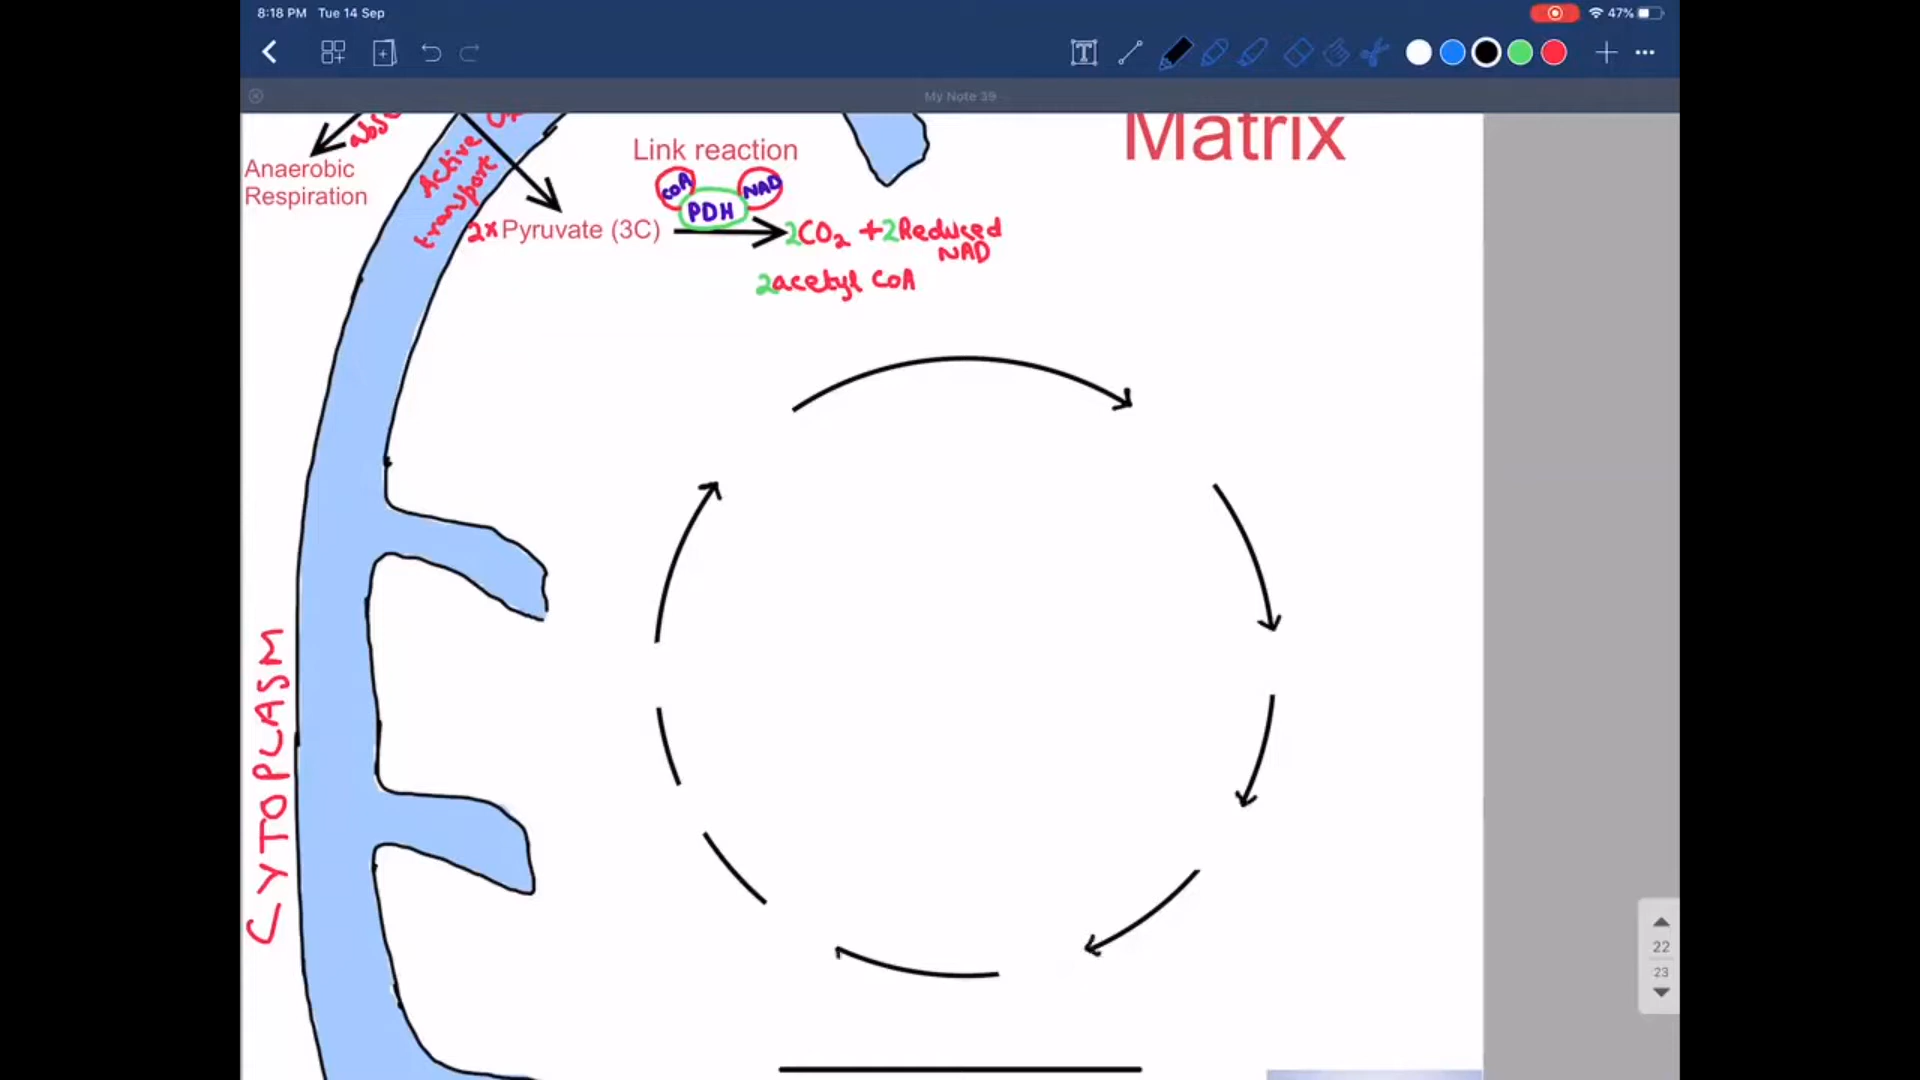 8:18 PM Tue 14 Sep
47%
T
My Note 39
Matrix
Anaerobic
Respiration
Active
transport
Link reaction
CoA
NAD
PDH
2x Pyruvate (3C)
2CO2 + 2Reduced
NAD
2acetyl CoA
CYTOPLASM
22
23